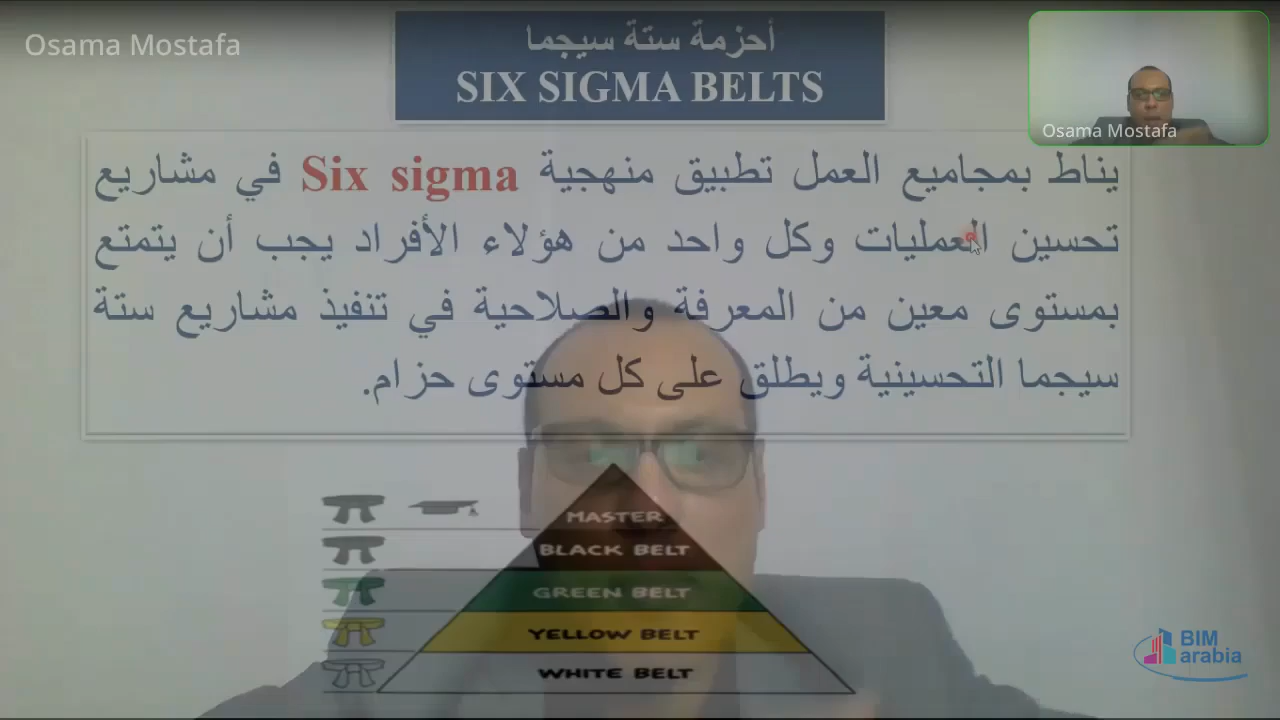 Osama Mostafa
أحزمة ستة سيجما
SIX SIGMA BELTS
Osama Mostafa
يناط بمجاميع العمل تطبيق منهجية Six sigma في مشاريع
تحسين العمليات وكل واحد من هؤلاء الأفراد يجب أن يتمتع
بمستوى معين من المعرفة والصلاحية في تنفيذ مشاريع ستة
سيجما التحسينية ويطلق على كل مستوى حزام.
MASTER
BLACK BELT
GREEN BELT
YELLOW BELT
WHITE BELT
BIM
arabia